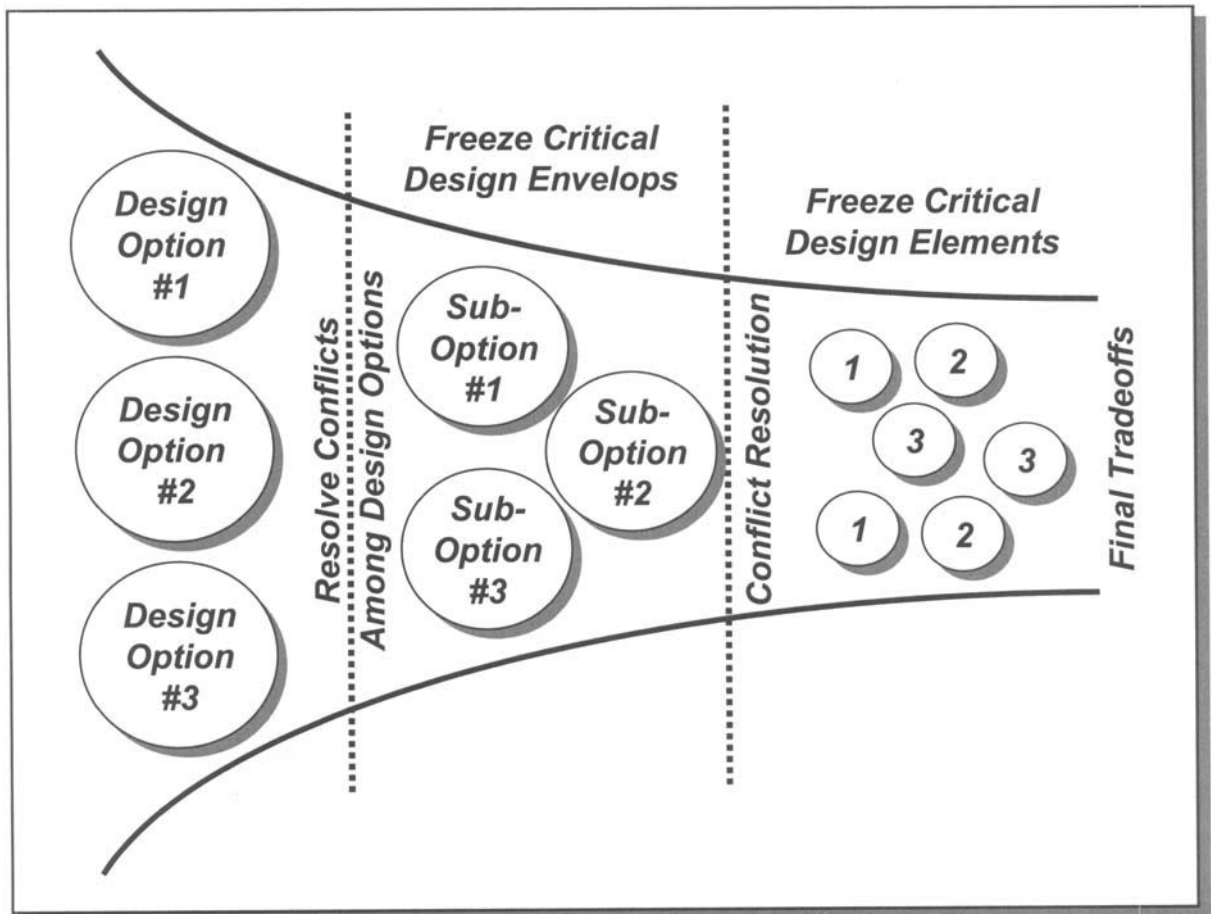 Design
Option
#1
Design
Option
#2
Design
Option
#3
Resolve Conflicts
Among Design Options
Freeze Critical
Design Envelops
Sub-
Option
#1
Sub-
Option
#2
Sub-
Option
#3
Conflict Resolution
Freeze Critical
Design Elements
1
2
3
3
1
2
Final Tradeoffs